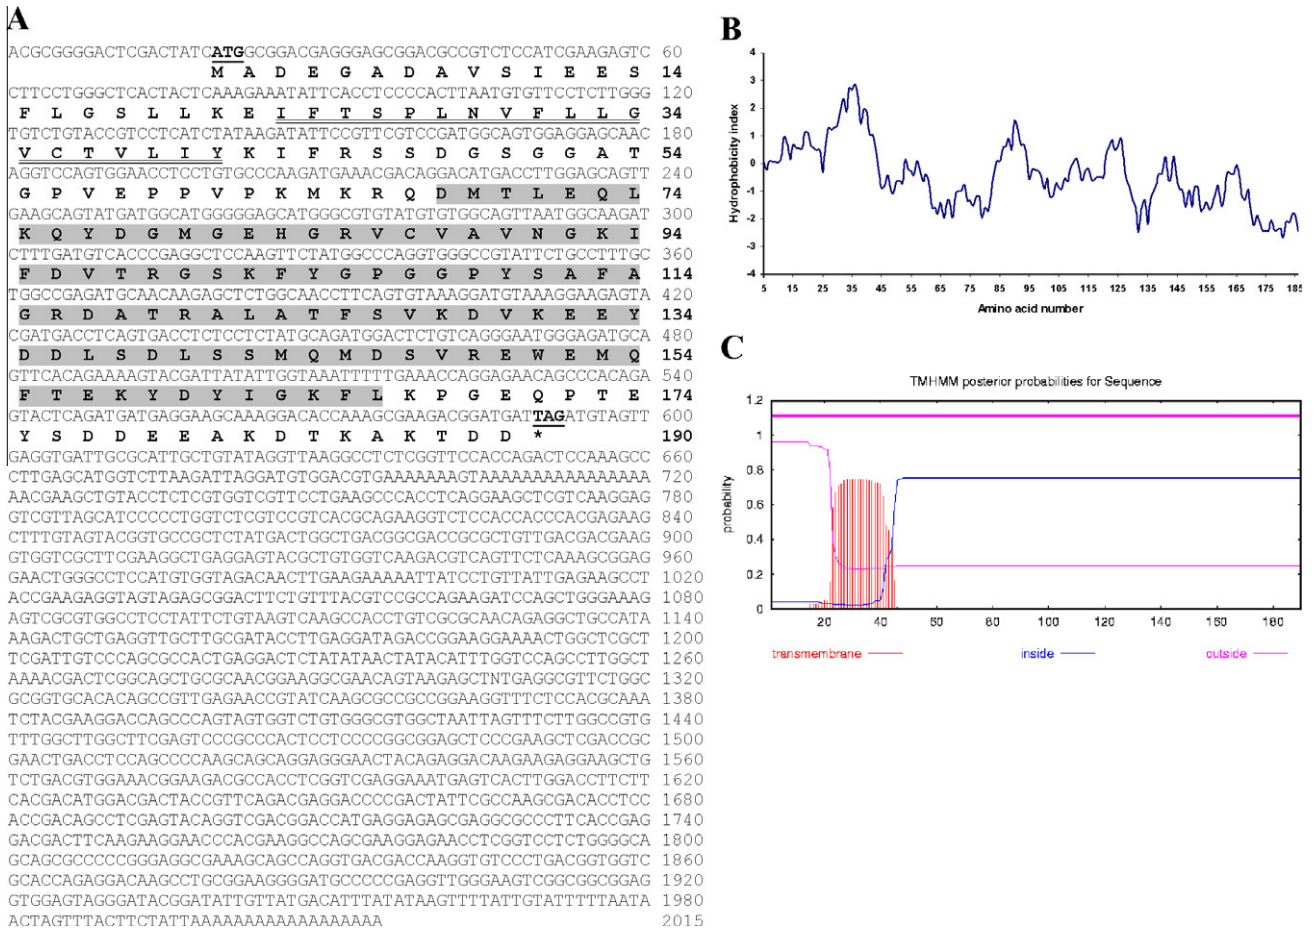 A
ACGCGGGGACTCGACTATCATGGCGGACGAGGGAGCGGACGCCGTCTCCATCGAAGAGTC 60
M A D E G A D A V S I E E S 14
CTTCCTGGGCTCACTACTCAAAGAAATATTCACCTCCCCACTTAATGTGTTCCTCTTGGG 120
F L G S L L K E I F T S P L N V F L L G 34
TGTCTGTACCGTCCTCATCTATAAGATATTCCGTTCGTCCGATGGCAGTGGAGGAGCAAC 180
V C T V L I Y K I F R S S D G S G G A T 54
AGGTCCAGTGGAACCTCCTGTGCCCAAGATGAAACGACAGGACATGACCTTGGAGCAGTT 240
G P V E P P V P K M K R Q D M T L E Q L 74
GAAGCAGTATGATGGCATGGGGGAGCATGGGCGTGTATGTGTGGCAGTTAATGGCAAGAT 300
K Q Y D G M G E H G R V C V A V N G K I 94
CTTTGATGTCACCCGAGGCTCCAAGTTCTATGGCCCAGGTGGGCCGTATTCTGCCTTTGC 360
F D V T R G S K F Y G P G G P Y S A F A 114
TGGCCGAGATGCAACAAGAGCTCTGGCAACCTTCAGTGTAAAGGATGTAAAGGAAGAGTA 420
G R D A T R A L A T F S V K D V K E E Y 134
CGATGACCTCAGTGACCTCTCCTCTATGCAGATGGACTCTGTCAGGGAATGGGAGATGCA 480
D D L S D L S S M Q M D S V R E W E M Q 154
GTTCACAGAAAAGTACGATTATATTGGTAAATTTTTGAAACCAGGAGAACAGCCCACAGA 540
F T E K Y D Y I G K F L K P G E Q P T E 174
GTACTCAGATGATGAGGAAGCAAAGGACACCAAAGCGAAGACGGATGATTAGATGTAGTT 600
Y S D D E E A K D T K A K T D D * 190
GAGGTGATTGCGCATTGCTGTATAGGTTAAGGCCTCTCGGTTCCACCAGACTCCAAAGCC 660
CTTGAGCATGGTCTTAAGATTAGGATGTGGACGTGAAAAAAAGTAAAAAAAAAAAAAAAA 720
AACGAAGCTGTACCTCTCGTGGTCGTTCCTGAAGCCCACCTCAGGAAGCTCGTCAAGGAG 780
GTCGTTAGCATCCCCCTGGTCTCGTCCGTCACGCAGAAGGTCTCCACCACCCACGAGAAG 840
CTTTGTAGTACGGTGCCGCTCTATGACTGGCTGACGGCGACCGCGCTGTTGACGACGAAG 900
GTGGTCGCTTCGAAGGCTGAGGAGTACGCTGTGGTCAAGACGTCAGTTCTCAAAGCGGAG 960
GAACTGGGCCTCCATGTGGTAGACAACTTGAAGAAAAATTATCCTGTTATTGAGAAGCCT 1020
ACCGAAGAGGTAGTAGAGCGGACTTCTGTTTACGTCCGCCAGAAGATCCAGCTGGGAAAG 1080
AGTCGCGTGGCCTCCTATTCTGTAAGTCAAGCCACCTGTCGCGCAACAGAGGCTGCCATA 1140
AAGACTGCTGAGGTTGCTTGCGATACCTTGAGGATAGACCGGAAGGAAAACTGGCTCGCT 1200
TCGATTGTCCCAGCGCCACTGAGGACTCTATATAACTATACATTTGGTCCAGCCTTGGCT 1260
AAAACGACTCGGCAGCTGCGCAACGGAAGGCGAACAGTAAGAGCTNTGAGGCGTTCTGGC 1320
GCGGTGCACACAGCCGTTGAGAACCGTATCAAGCGCCGCCGGAAGGTTTCTCCACGCAAA 1380
TCTACGAAGGACCAGCCCAGTAGTGGTCTGTGGGCGTGGCTAATTAGTTTCTTGGCCGTG 1440
TTTGGCTTGGCTTCGAGTCCCGCCCACTCCTCCCCGGCGGAGCTCCCGAAGCTCGACCGC 1500
GAACTGACCTCCAGCCCCAAGCAGCAGGAGGGAACTACAGAGGACAAGAAGAGGAAGCTG 1560
TCTGACGTGGAAACGGAAGACGCCACCTCGGTCGAGGAAATGAGTCACTTGGACCTTCTT 1620
CACGACATGGACGACTACCGTTCAGACGAGGACCCCGACTATTCGCCAAGCGACACCTCC 1680
ACCGACAGCCTCGAGTACAGGTCGACGGACCATGAGGAGAGCGAGGCGCCCTTCACCGAG 1740
GACGACTTCAAGAAGGAACCCACGAAGGCCAGCGAAGGAGAACCTCGGTCCTCTGGGGCA 1800
GCAGCGCCCCCGGGAGGCGAAAGCAGCCAGGTGACGACCAAGGTGTCCCTGACGGTGGTC 1860
GCACCAGAGGACAAGCCTGCGGAAGGGGATGCCCCCGAGGTTGGGAAGTCGGCGGCGGAG 1920
GTGGAGTAGGGATACGGATATTGTTATGACATTTATATAAGTTTTATTGTATTTTTAATA 1980
ACTAGTTTACTTCTATTAAAAAAAAAAAAAAAAAA 2015
B
Hydrophobicity index
4
3
2
1
0
-1
-2
-3
-4
5 15 25 35 45 55 65 75 85 95 105 115 125 135 145 155 165 175 185
Amino acid number
C
TMHMM posterior probabilities for Sequence
probability
1.2
1
0.8
0.6
0.4
0.2
0
20 40 60 80 100 120 140 160 180
transmembrane inside outside